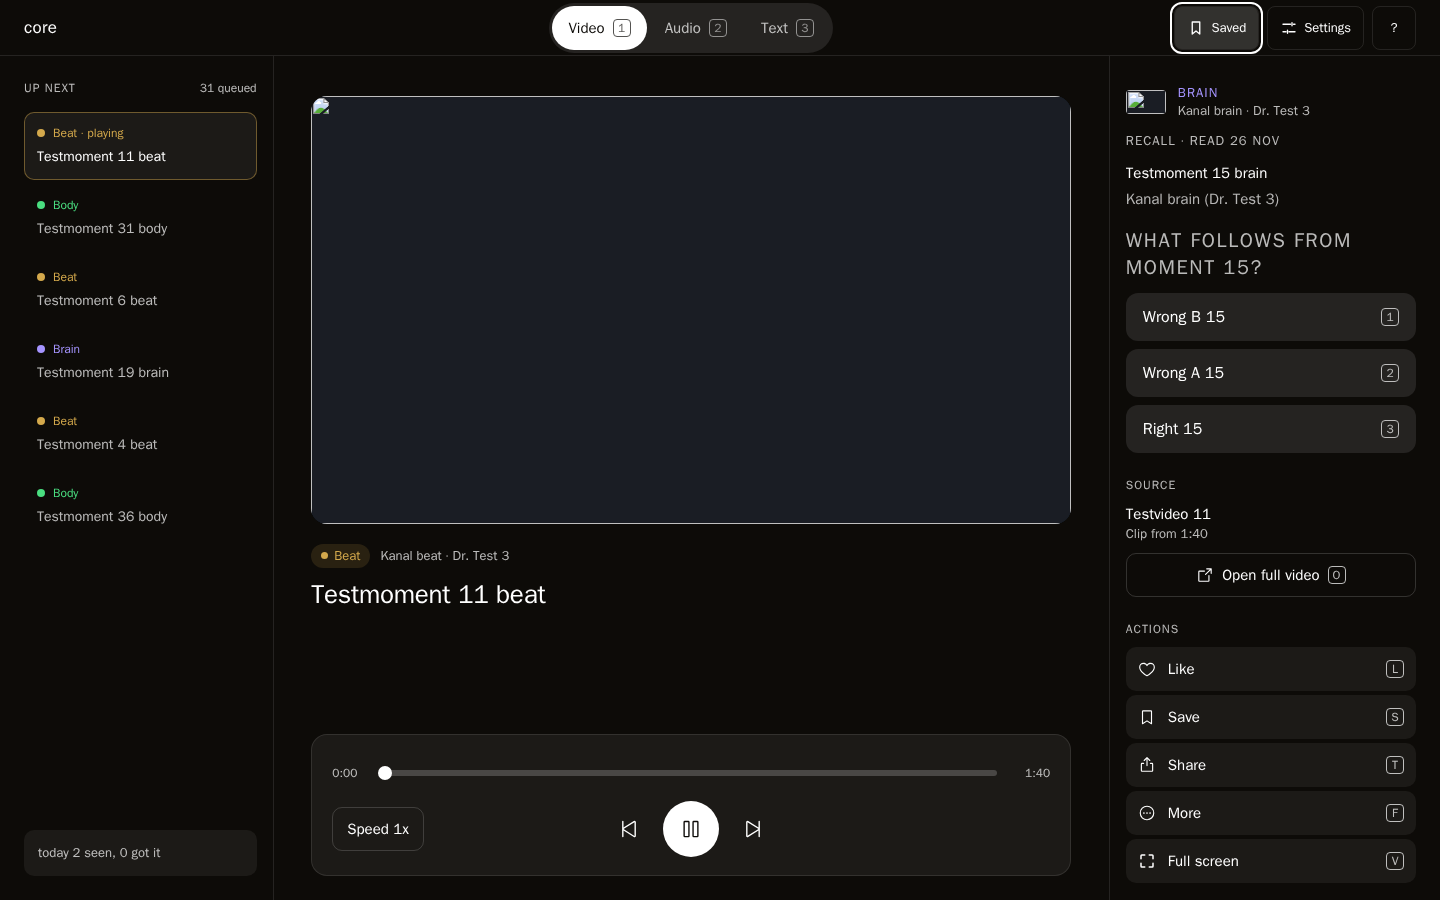 core
Video 1
Audio 2
Text 3
Saved
Settings
?
UP NEXT
31 queued
Beat · playing
Testmoment 11 beat
Body
Testmoment 31 body
Beat
Testmoment 6 beat
Brain
Testmoment 19 brain
Beat
Testmoment 4 beat
Body
Testmoment 36 body
today 2 seen, 0 got it
Beat
Kanal beat · Dr. Test 3
Testmoment 11 beat
0:00
1:40
Speed 1x
BRAIN
Kanal brain · Dr. Test 3
RECALL · READ 26 NOV
Testmoment 15 brain
Kanal brain (Dr. Test 3)
WHAT FOLLOWS FROM
MOMENT 15?
Wrong B 15 1
Wrong A 15 2
Right 15 3
SOURCE
Testvideo 11
Clip from 1:40
Open full video O
ACTIONS
Like L
Save S
Share T
More F
Full screen V